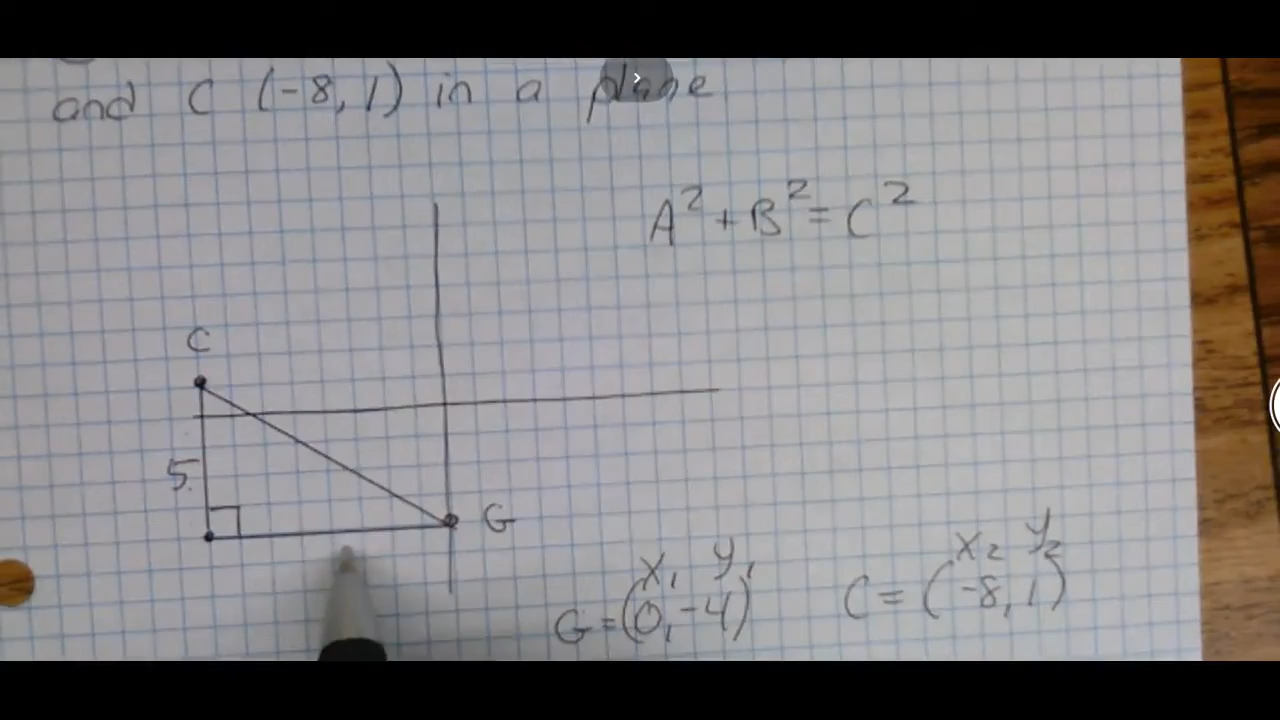 and C (-8, 1) in a plane
A² + B² = C²
C
5
G
x₁ y₁
G = (0, -4)
x₂ y₂
C = (-8, 1)